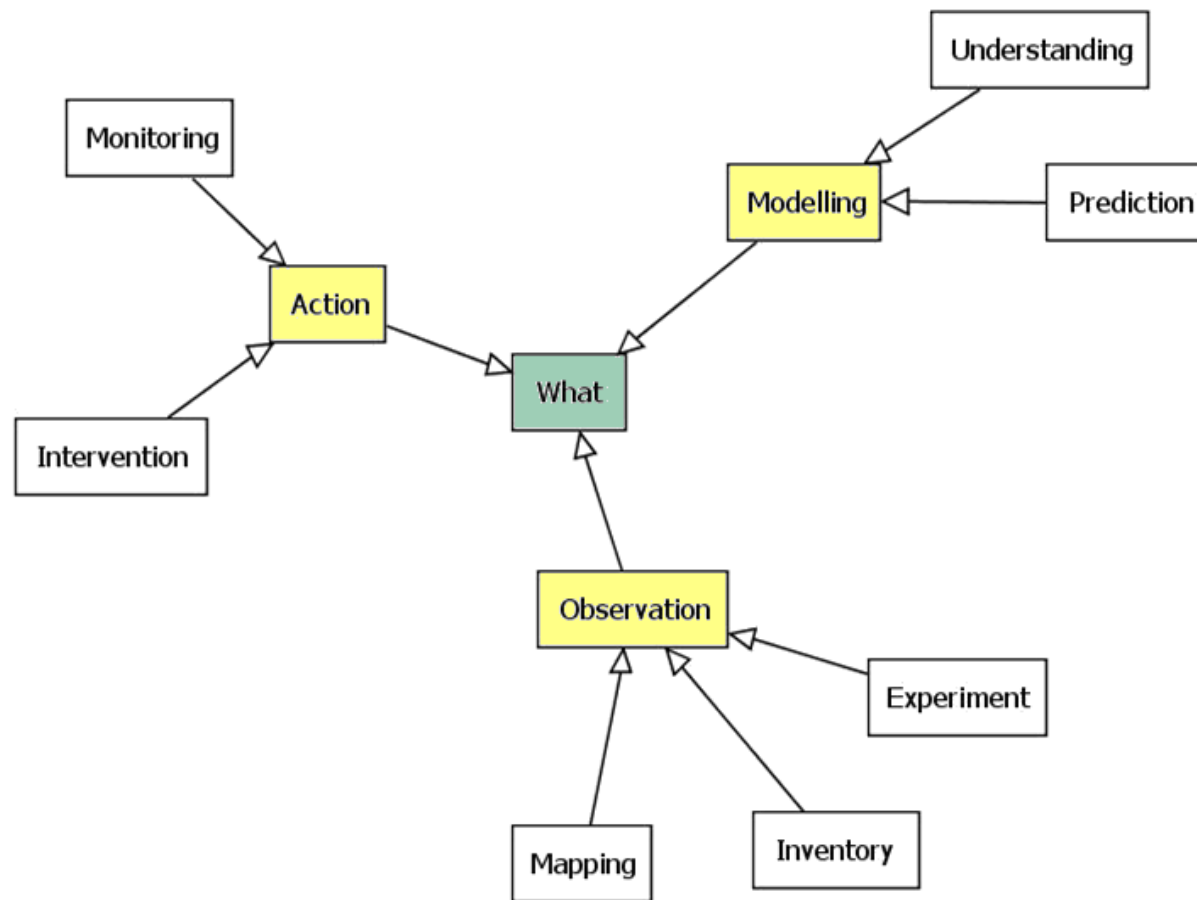 Understanding
Monitoring
Modelling
Prediction
Action
What
Intervention
Observation
Experiment
Inventory
Mapping